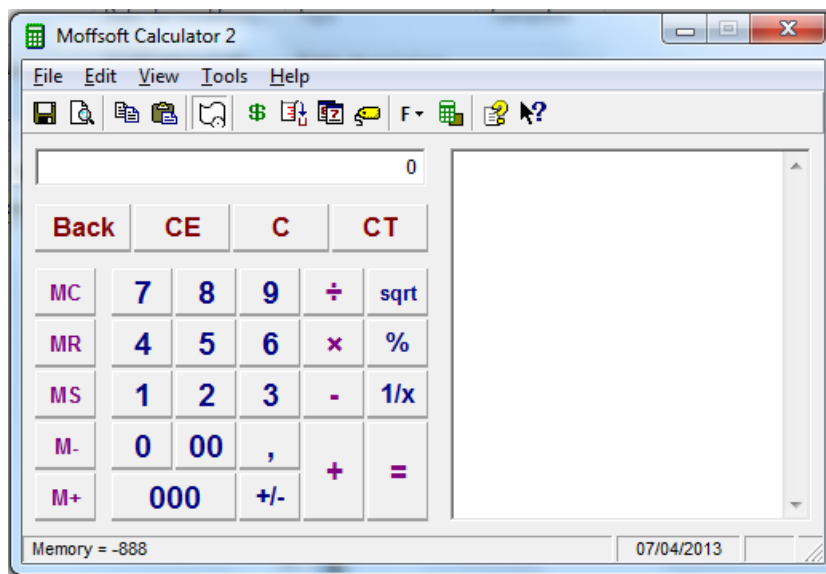 Moffsoft Calculator 2
File Edit View Tools Help
$ F
0
Back CE C CT
MC 7 8 9 ÷ sqrt
MR 4 5 6 × %
MS 1 2 3 - 1/x
M- 0 00 , + =
M+ 000 +/-
Memory = -888 07/04/2013